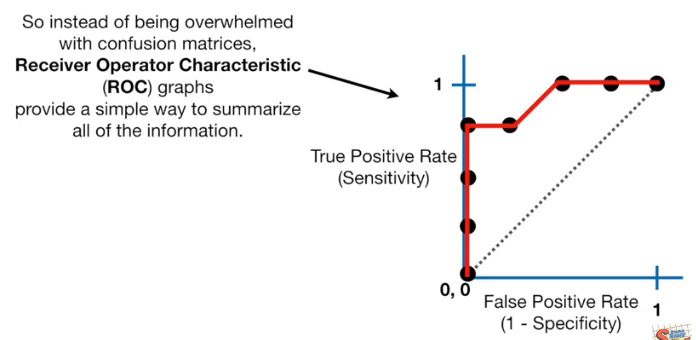 So instead of being overwhelmed
with confusion matrices,
Receiver Operator Characteristic
(ROC) graphs
provide a simple way to summarize
all of the information.
1
True Positive Rate
(Sensitivity)
0, 0
False Positive Rate
(1 - Specificity)
1